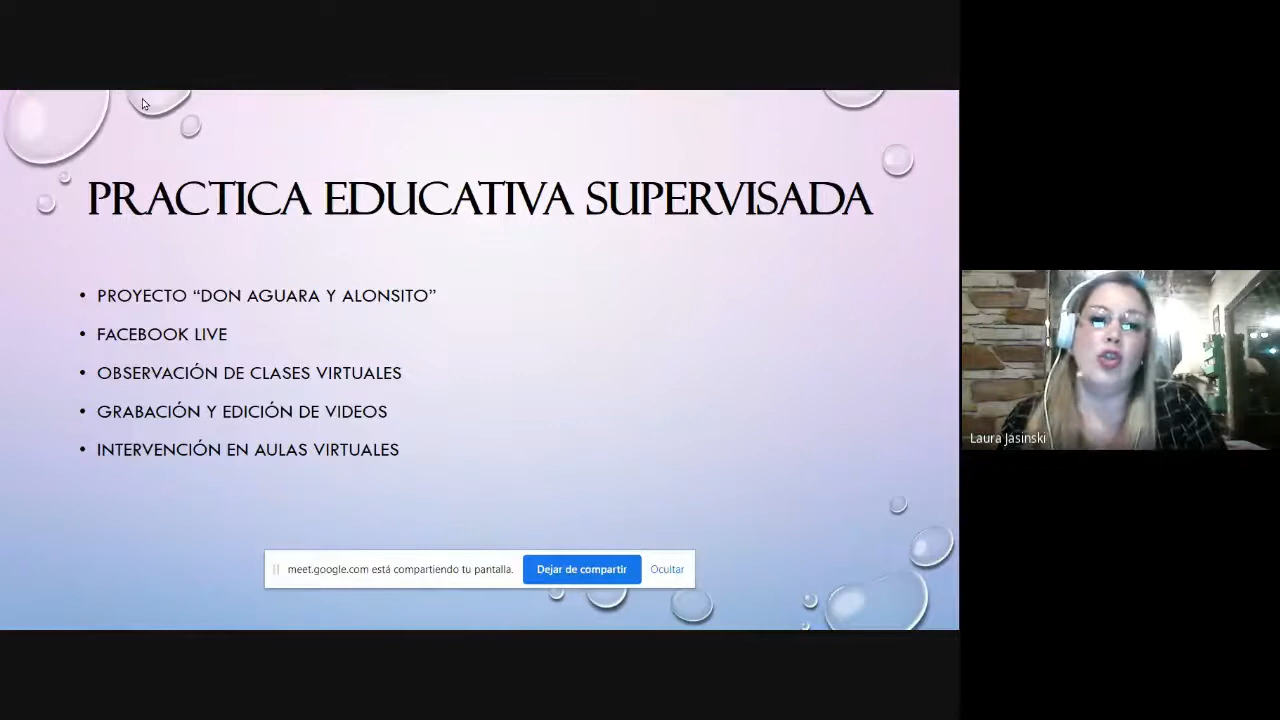 PRACTICA EDUCATIVA SUPERVISADA
• PROYECTO “DON AGUARA Y ALONSITO”
• FACEBOOK LIVE
• OBSERVACIÓN DE CLASES VIRTUALES
• GRABACIÓN Y EDICIÓN DE VIDEOS
• INTERVENCIÓN EN AULAS VIRTUALES
meet.google.com está compartiendo tu pantalla. Dejar de compartir Ocultar
Laura Jasinski